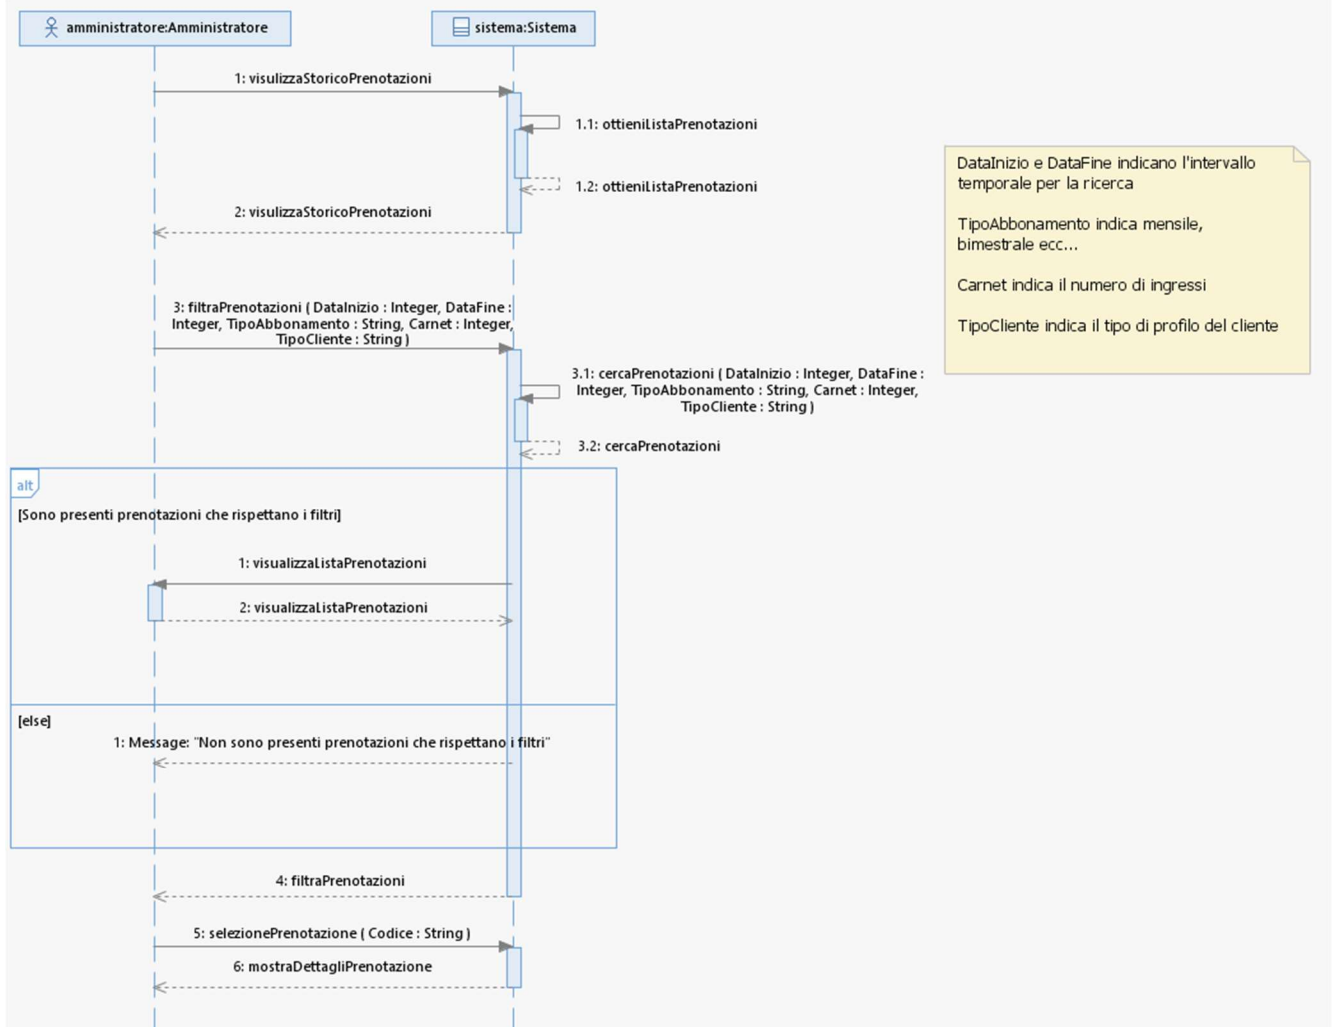 amministratore:Amministratore
sistema:Sistema
1: visulizzaStoricoPrenotazioni
1.1: ottieniListaPrenotazioni
1.2: ottieniListaPrenotazioni
2: visulizzaStoricoPrenotazioni
DataInizio e DataFine indicano l'intervallo
temporale per la ricerca
TipoAbbonamento indica mensile,
bimestrale ecc...
Carnet indica il numero di ingressi
TipoCliente indica il tipo di profilo del cliente
3: filtraPrenotazioni ( DataInizio : Integer, DataFine :
Integer, TipoAbbonamento : String, Carnet : Integer,
TipoCliente : String )
3.1: cercaPrenotazioni ( DataInizio : Integer, DataFine :
Integer, TipoAbbonamento : String, Carnet : Integer,
TipoCliente : String )
3.2: cercaPrenotazioni
alt
[Sono presenti prenotazioni che rispettano i filtri]
1: visualizzaListaPrenotazioni
2: visualizzaListaPrenotazioni
[else]
1: Message: "Non sono presenti prenotazioni che rispettano i filtri"
4: filtraPrenotazioni
5: selezionePrenotazione ( Codice : String )
6: mostraDettagliPrenotazione